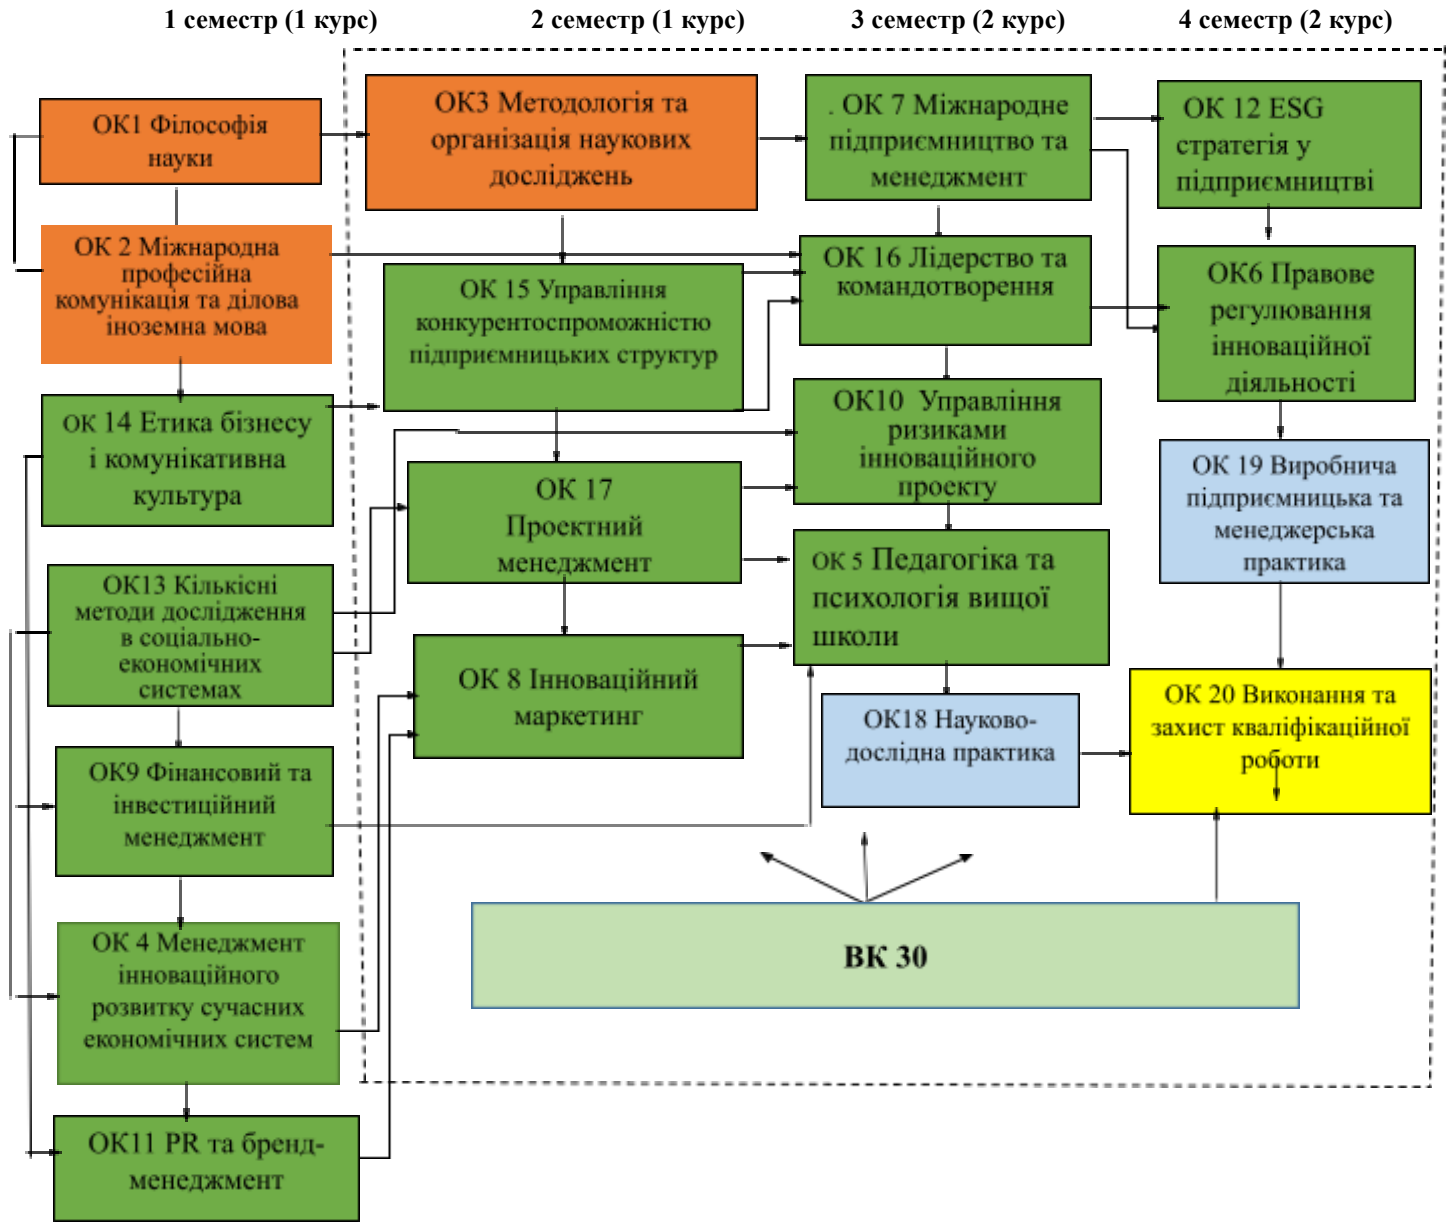 1 семестр (1 курс)
2 семестр (1 курс)
3 семестр (2 курс)
4 семестр (2 курс)
ОК1 Філософія
науки
ОК 2 Міжнародна
професійна
комунікація та ділова
іноземна мова
ОК 14 Етика бізнесу
і комунікативна
культура
ОК13 Кількісні
методи дослідження
в соціально-
економічних
системах
ОК9 Фінансовий та
інвестиційний
менеджмент
ОК 4 Менеджмент
інноваційного
розвитку сучасних
економічних систем
ОК11 PR та бренд-
менеджмент
ОК3 Методологія та
організація наукових
досліджень
ОК 15 Управління
конкурентоспроможністю
підприємницьких структур
ОК 17
Проектний
менеджмент
ОК 8 Інноваційний
маркетинг
. ОК 7 Міжнародне
підприємництво та
менеджмент
ОК 16 Лідерство та
командотворення
ОК10 Управління
ризиками
інноваційного
проекту
ОК 5 Педагогіка та
психологія вищої
школи
ОК18 Науково-
дослідна практика
ОК 12 ESG
стратегія у
підприємництві
ОК6 Правове
регулювання
інноваційної
діяльності
ОК 19 Виробнича
підприємницька та
менеджерська
практика
ОК 20 Виконання та
захист кваліфікаційної
роботи
ВК 30